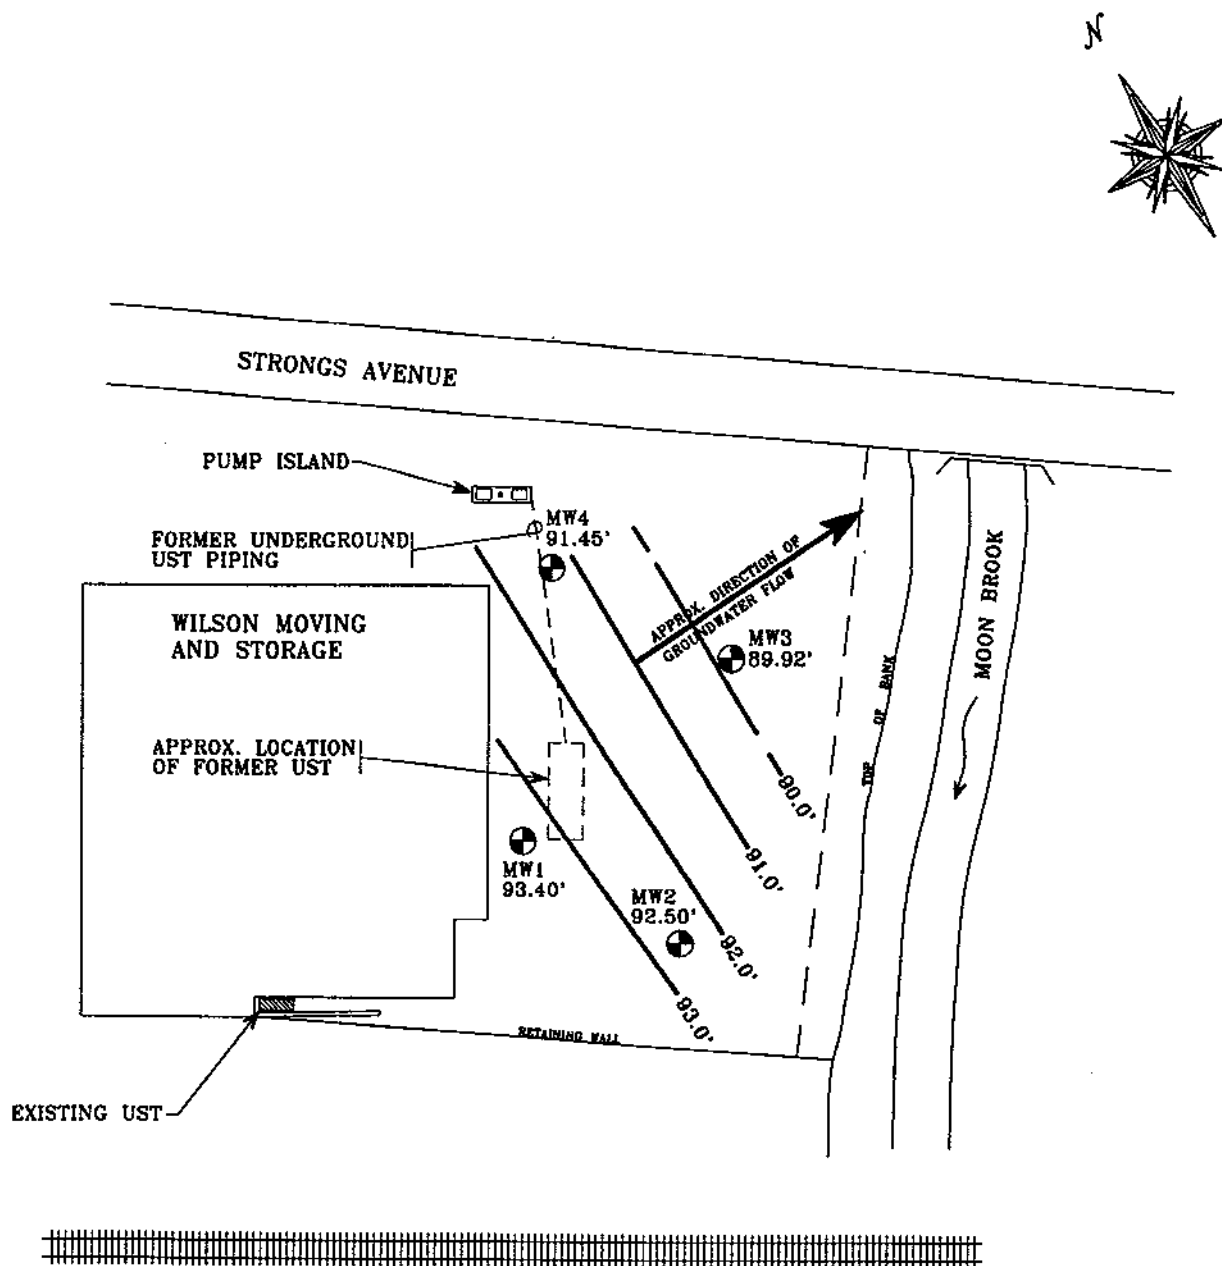 N
STRONGS AVENUE
PUMP ISLAND
MW4
91.45'
FORMER UNDERGROUND
UST PIPING
APPROX. DIRECTION OF
GROUNDWATER FLOW
WILSON MOVING
AND STORAGE
MW3
89.92'
MOON BROOK
TOP OF BANK
APPROX. LOCATION
OF FORMER UST
90.0'
MW1
93.40'
91.0'
MW2
92.50'
92.0'
93.0'
RETAINING WALL
EXISTING UST